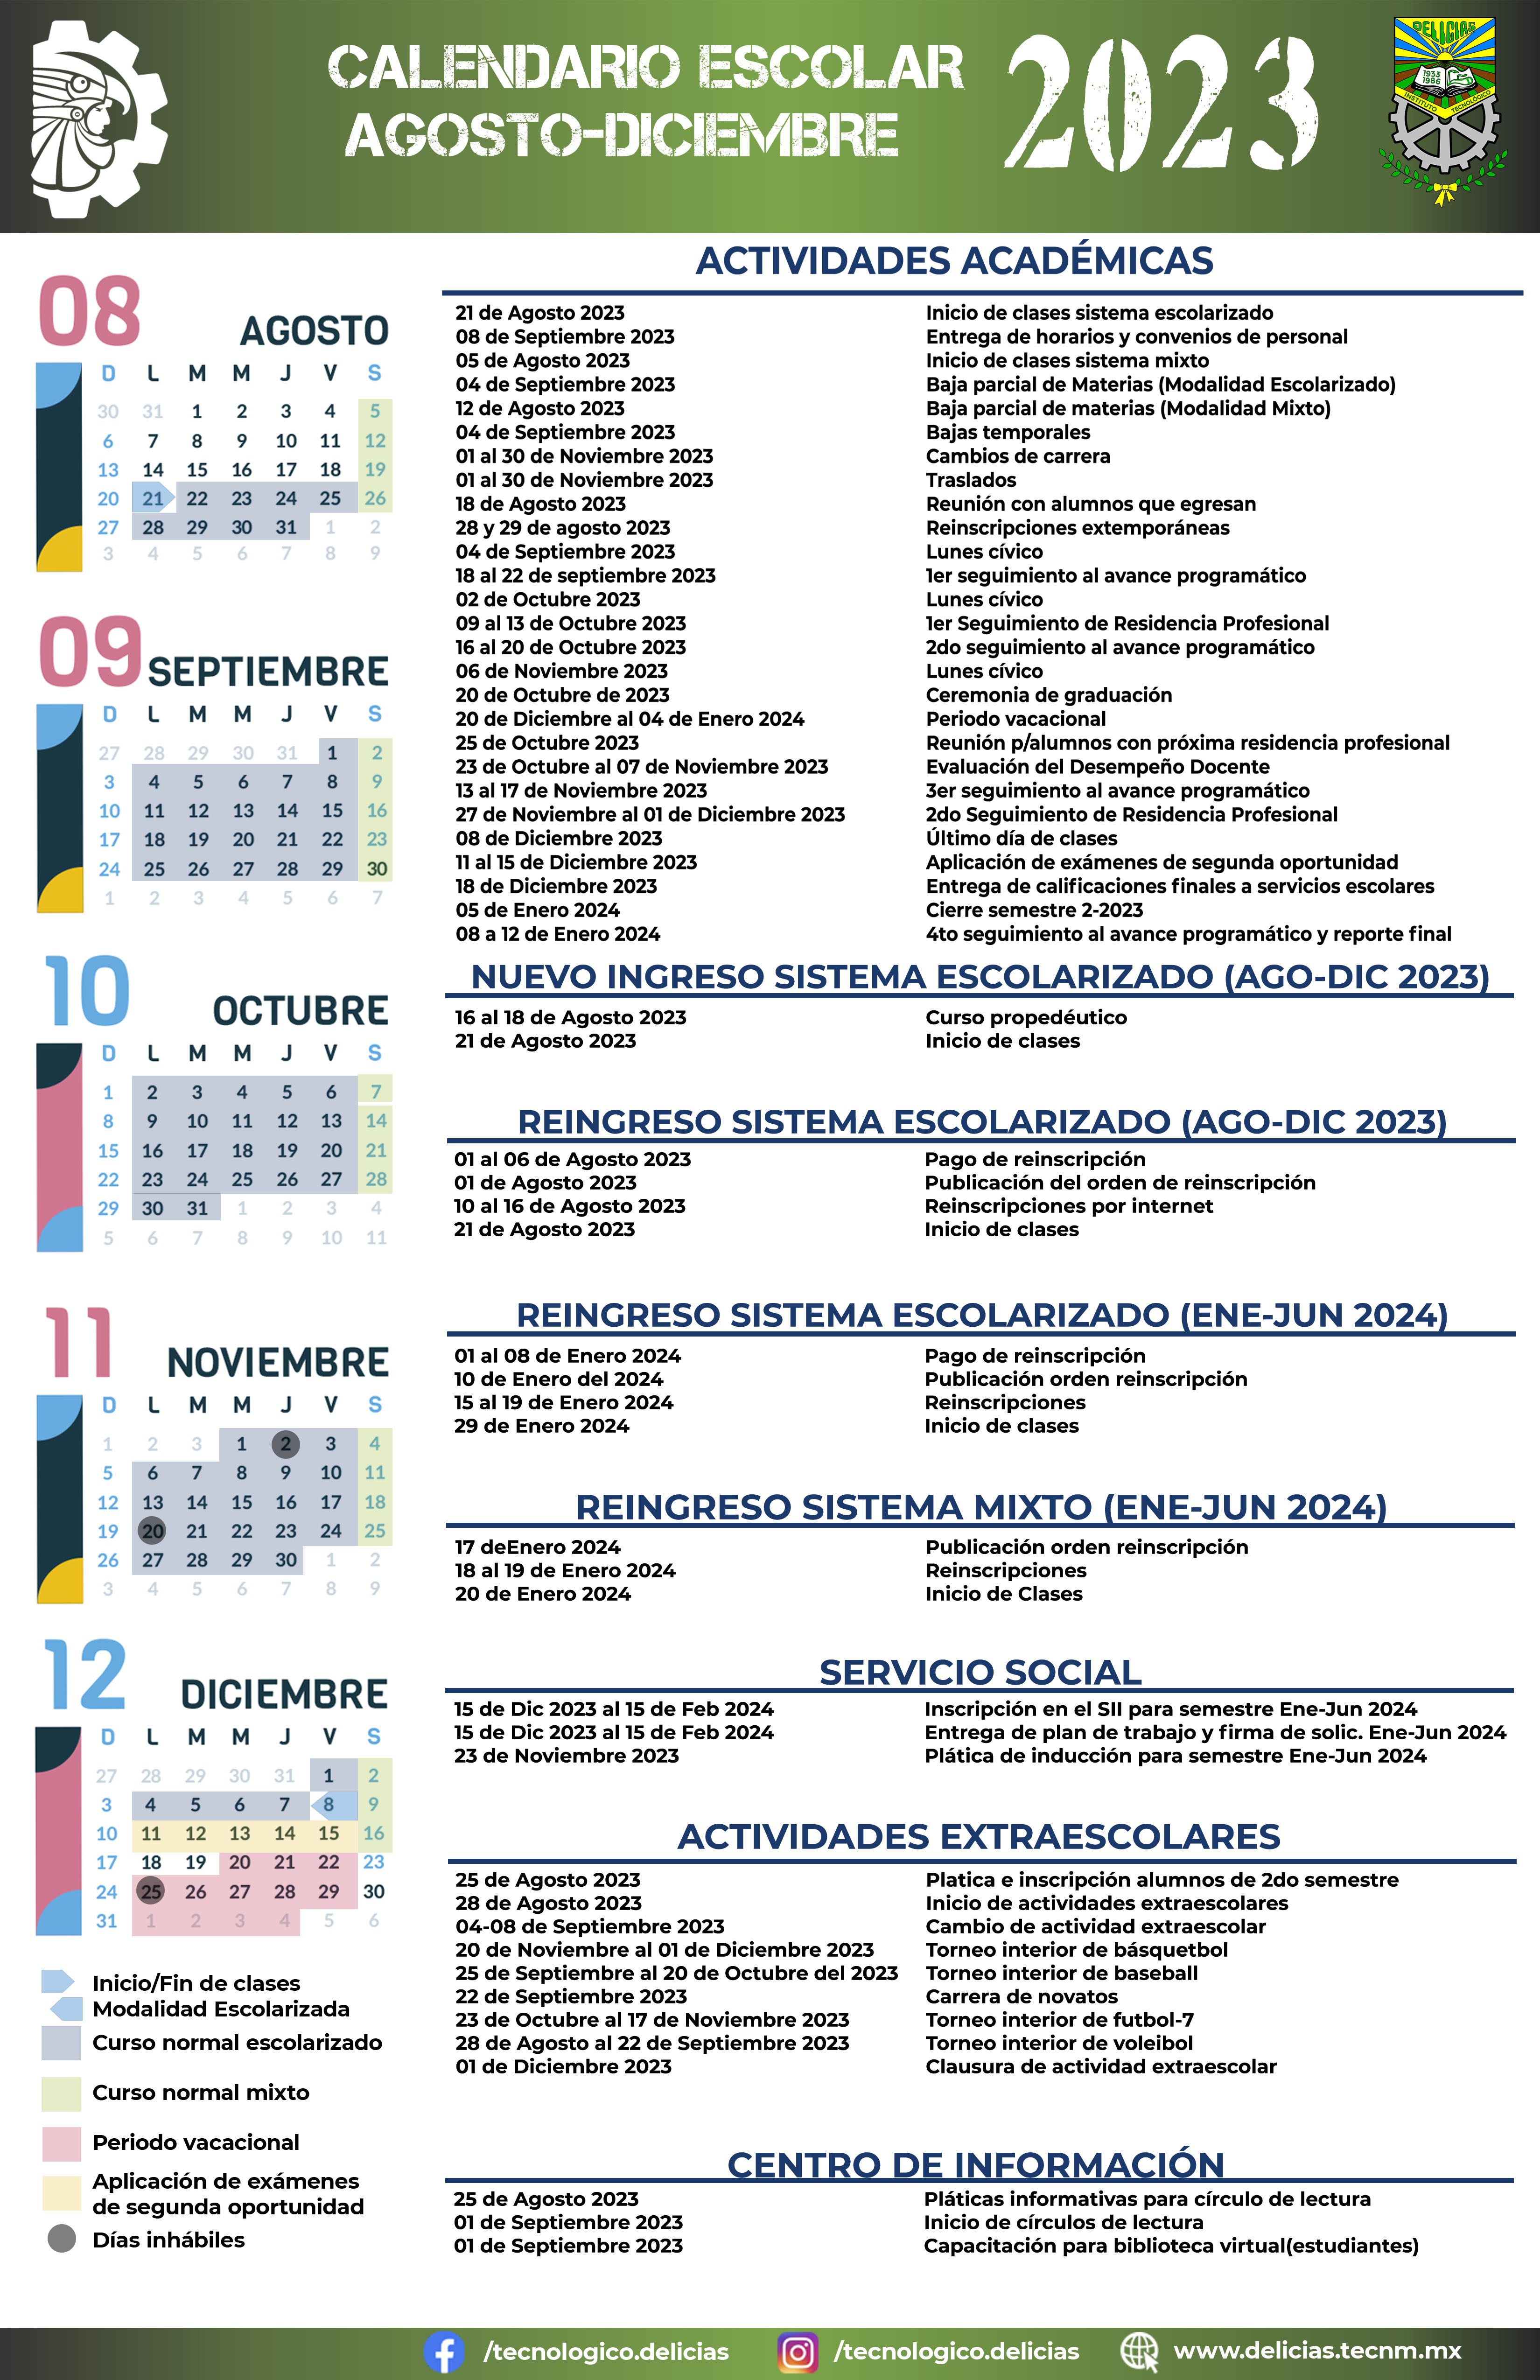 CALENDARIO ESCOLAR
AGOSTO-DICIEMBRE
2023
DELICIAS
1933
1986
INSTITUTO TECNOLOGICO
08 AGOSTO
D L M M J V S
30 31 1 2 3 4 5
6 7 8 9 10 11 12
13 14 15 16 17 18 19
20 21 22 23 24 25 26
27 28 29 30 31 1 2
3 4 5 6 7 8 9
09 SEPTIEMBRE
D L M M J V S
27 28 29 30 31 1 2
3 4 5 6 7 8 9
10 11 12 13 14 15 16
17 18 19 20 21 22 23
24 25 26 27 28 29 30
1 2 3 4 5 6 7
10 OCTUBRE
D L M M J V S
1 2 3 4 5 6 7
8 9 10 11 12 13 14
15 16 17 18 19 20 21
22 23 24 25 26 27 28
29 30 31 1 2 3 4
5 6 7 8 9 10 11
11 NOVIEMBRE
D L M M J V S
1 2 3 1 2 3 4
5 6 7 8 9 10 11
12 13 14 15 16 17 18
19 20 21 22 23 24 25
26 27 28 29 30 1 2
3 4 5 6 7 8 9
12 DICIEMBRE
D L M M J V S
27 28 29 30 31 1 2
3 4 5 6 7 8 9
10 11 12 13 14 15 16
17 18 19 20 21 22 23
24 25 26 27 28 29 30
31 1 2 3 4 5 6
Inicio/Fin de clases
Modalidad Escolarizada
Curso normal escolarizado
Curso normal mixto
Periodo vacacional
Aplicación de exámenes
de segunda oportunidad
Días inhábiles
ACTIVIDADES ACADÉMICAS
21 de Agosto 2023 Inicio de clases sistema escolarizado
08 de Septiembre 2023 Entrega de horarios y convenios de personal
05 de Agosto 2023 Inicio de clases sistema mixto
04 de Septiembre 2023 Baja parcial de Materias (Modalidad Escolarizado)
12 de Agosto 2023 Baja parcial de materias (Modalidad Mixto)
04 de Septiembre 2023 Bajas temporales
01 al 30 de Noviembre 2023 Cambios de carrera
01 al 30 de Noviembre 2023 Traslados
18 de Agosto 2023 Reunión con alumnos que egresan
28 y 29 de agosto 2023 Reinscripciones extemporáneas
04 de Septiembre 2023 Lunes cívico
18 al 22 de septiembre 2023 1er seguimiento al avance programático
02 de Octubre 2023 Lunes cívico
09 al 13 de Octubre 2023 1er Seguimiento de Residencia Profesional
16 al 20 de Octubre 2023 2do seguimiento al avance programático
06 de Noviembre 2023 Lunes cívico
20 de Octubre de 2023 Ceremonia de graduación
20 de Diciembre al 04 de Enero 2024 Periodo vacacional
25 de Octubre 2023 Reunión p/alumnos con próxima residencia profesional
23 de Octubre al 07 de Noviembre 2023 Evaluación del Desempeño Docente
13 al 17 de Noviembre 2023 3er seguimiento al avance programático
27 de Noviembre al 01 de Diciembre 2023 2do Seguimiento de Residencia Profesional
08 de Diciembre 2023 Último día de clases
11 al 15 de Diciembre 2023 Aplicación de exámenes de segunda oportunidad
18 de Diciembre 2023 Entrega de calificaciones finales a servicios escolares
05 de Enero 2024 Cierre semestre 2-2023
08 a 12 de Enero 2024 4to seguimiento al avance programático y reporte final
NUEVO INGRESO SISTEMA ESCOLARIZADO (AGO-DIC 2023)
16 al 18 de Agosto 2023 Curso propedéutico
21 de Agosto 2023 Inicio de clases
REINGRESO SISTEMA ESCOLARIZADO (AGO-DIC 2023)
01 al 06 de Agosto 2023 Pago de reinscripción
01 de Agosto 2023 Publicación del orden de reinscripción
10 al 16 de Agosto 2023 Reinscripciones por internet
21 de Agosto 2023 Inicio de clases
REINGRESO SISTEMA ESCOLARIZADO (ENE-JUN 2024)
01 al 08 de Enero 2024 Pago de reinscripción
10 de Enero del 2024 Publicación orden reinscripción
15 al 19 de Enero 2024 Reinscripciones
29 de Enero 2024 Inicio de clases
REINGRESO SISTEMA MIXTO (ENE-JUN 2024)
17 deEnero 2024 Publicación orden reinscripción
18 al 19 de Enero 2024 Reinscripciones
20 de Enero 2024 Inicio de Clases
SERVICIO SOCIAL
15 de Dic 2023 al 15 de Feb 2024 Inscripción en el SII para semestre Ene-Jun 2024
15 de Dic 2023 al 15 de Feb 2024 Entrega de plan de trabajo y firma de solic. Ene-Jun 2024
23 de Noviembre 2023 Plática de inducción para semestre Ene-Jun 2024
ACTIVIDADES EXTRAESCOLARES
25 de Agosto 2023 Platica e inscripción alumnos de 2do semestre
28 de Agosto 2023 Inicio de actividades extraescolares
04-08 de Septiembre 2023 Cambio de actividad extraescolar
20 de Noviembre al 01 de Diciembre 2023 Torneo interior de básquetbol
25 de Septiembre al 20 de Octubre del 2023 Torneo interior de baseball
22 de Septiembre 2023 Carrera de novatos
23 de Octubre al 17 de Noviembre 2023 Torneo interior de futbol-7
28 de Agosto al 22 de Septiembre 2023 Torneo interior de voleibol
01 de Diciembre 2023 Clausura de actividad extraescolar
CENTRO DE INFORMACIÓN
25 de Agosto 2023 Pláticas informativas para círculo de lectura
01 de Septiembre 2023 Inicio de círculos de lectura
01 de Septiembre 2023 Capacitación para biblioteca virtual(estudiantes)
/tecnologico.delicias /tecnologico.delicias www.delicias.tecnm.mx